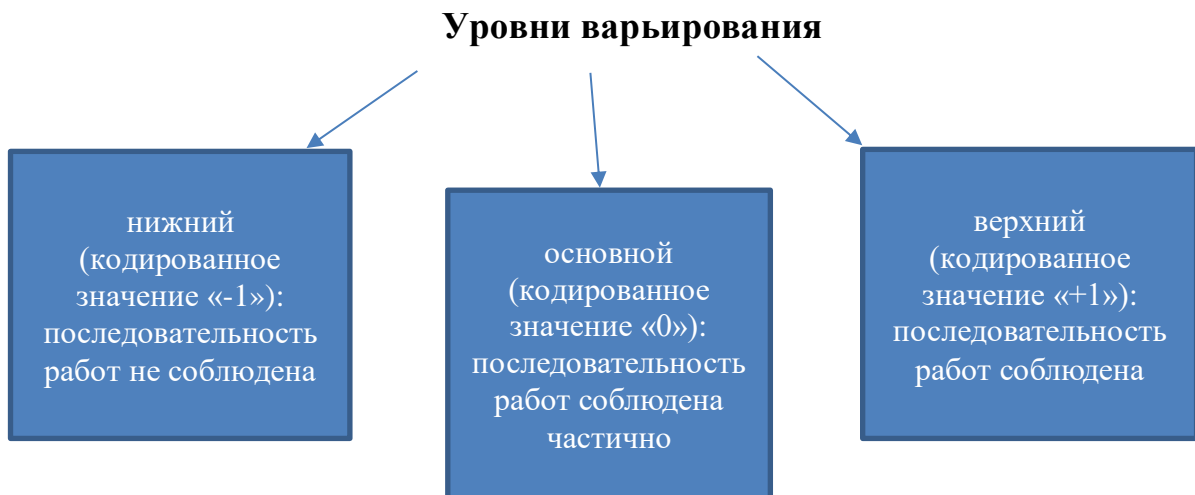 Уровни варьирования
нижний
(кодированное
значение «-1»):
последовательность
работ не соблюдена
основной
(кодированное
значение «0»):
последовательность
работ соблюдена
частично
верхний
(кодированное
значение «+1»):
последовательность
работ соблюдена